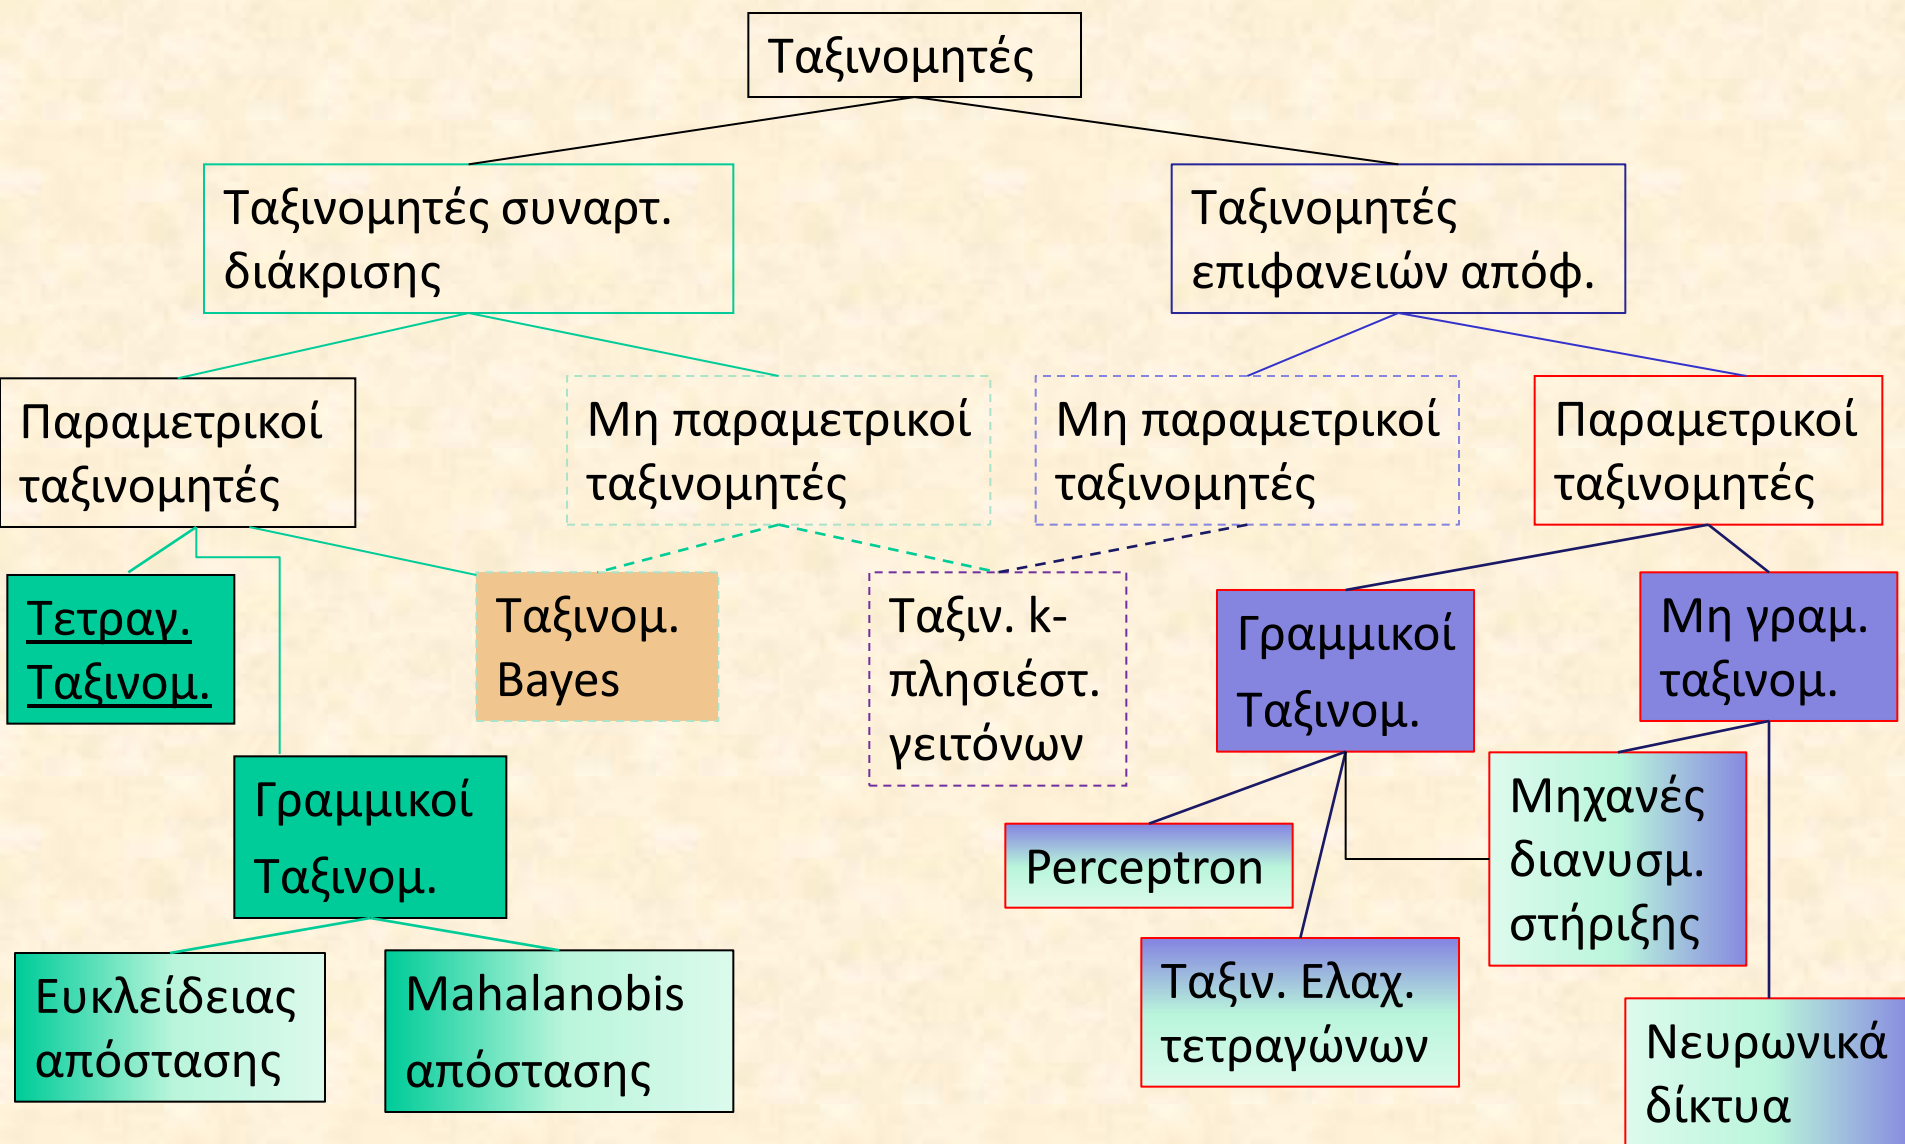 Ταξινομητές
Ταξινομητές συναρτ.
διάκρισης
Ταξινομητές
επιφανειών απόφ.
Παραμετρικοί
ταξινομητές
Μη παραμετρικοί
ταξινομητές
Μη παραμετρικοί
ταξινομητές
Παραμετρικοί
ταξινομητές
Τετραγ.
Ταξινομ.
Ταξινομ.
Bayes
Ταξιν. k-
πλησιέστ.
γειτόνων
Γραμμικοί
Ταξινομ.
Μη γραμ.
ταξινομ.
Γραμμικοί
Ταξινομ.
Perceptron
Μηχανές
διανυσμ.
στήριξης
Ευκλείδειας
απόστασης
Mahalanobis
απόστασης
Ταξιν. Ελαχ.
τετραγώνων
Νευρωνικά
δίκτυα